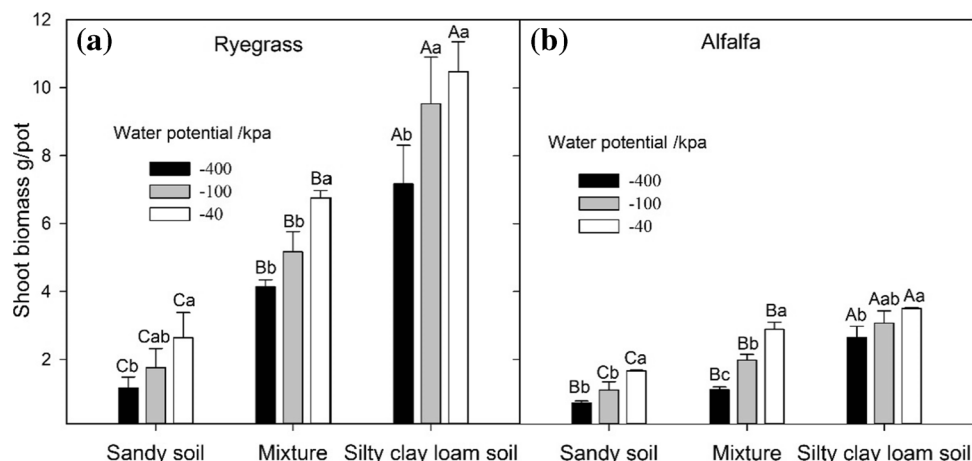 12
10
8
6
4
2
Shoot biomass g/pot
(a)
Ryegrass
Water potential /kpa
-400
-100
-40
Cb
Cab
Ca
Bb
Bb
Ba
Ab
Aa
Aa
Sandy soil
Mixture
Silty clay loam soil
(b)
Alfalfa
Water potential /kpa
-400
-100
-40
Bb
Cb
Ca
Bc
Bb
Ba
Ab
Aab
Aa
Sandy soil
Mixture
Silty clay loam soil